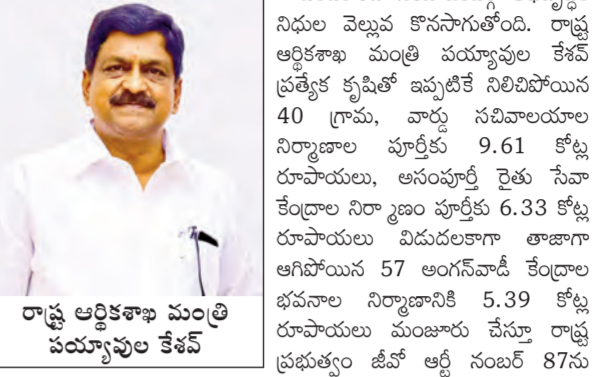 నిధుల వెల్లువ కొనసాగుతోంది. రాష్ట్ర
ఆర్థికశాఖ మంత్రి పయ్యావుల కేశవ్
ప్రత్యేక కృషితో ఇప్పటికే నిలిచిపోయిన
40 గ్రామ, వార్డు సచివాలయాల
నిర్మాణాల పూర్తీకు 9.61 కోట్ల
రూపాయలు, అసంపూర్తీ రైతు సేవా
కేంద్రాల నిర్మాణం పూర్తీకు 6.33 కోట్ల
రూపాయలు విడుదలకాగా తాజాగా
ఆగిపోయిన 57 అంగన్‌వాడీ కేంద్రాల
భవనాల నిర్మాణానికి 5.39 కోట్ల
రూపాయలు మంజూరు చేస్తూ రాష్ట్ర
ప్రభుత్వం జీవో ఆర్టీ నంబర్ 87ను
రాష్ట్ర ఆర్థికశాఖ మంత్రి
పయ్యావుల కేశవ్